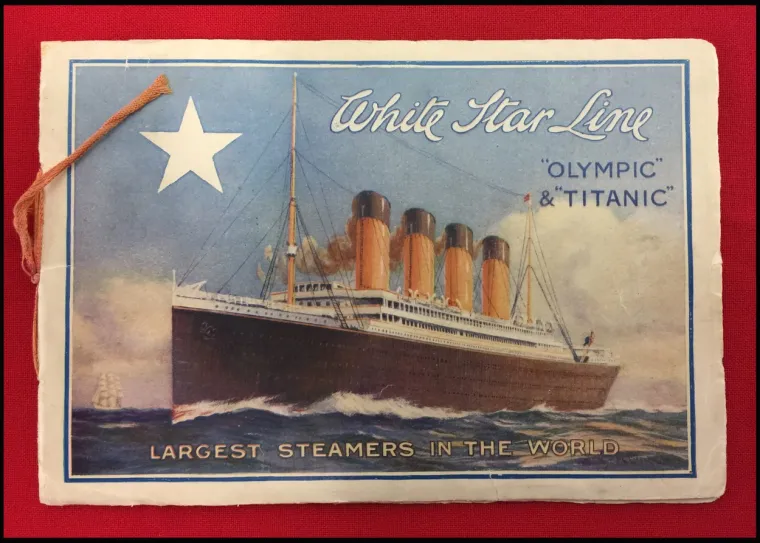 White Star Line
"OLYMPIC"
& "TITANIC"
LARGEST STEAMERS IN THE WORLD